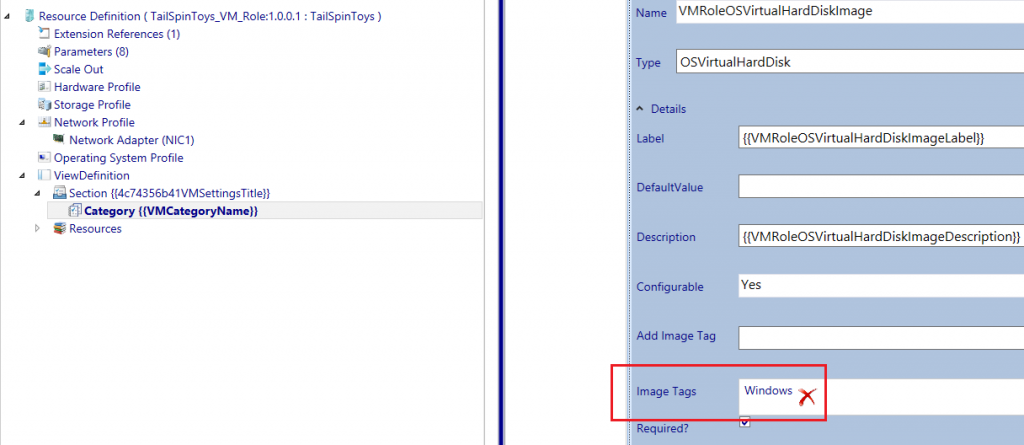 Resource Definition ( TailSpinToys_VM_Role:1.0.0.1 : TailSpinToys )
Extension References (1)
Parameters (8)
Scale Out
Hardware Profile
Storage Profile
Network Profile
Network Adapter (NIC1)
Operating System Profile
ViewDefinition
Section {{4c74356b41VMSettingsTitle}}
Category {{VMCategoryName}}
Resources
Name VMRoleOSVirtualHardDiskImage
Type OSVirtualHardDisk
Details
Label {{VMRoleOSVirtualHardDiskImageLabel}}
DefaultValue
Description {{VMRoleOSVirtualHardDiskImageDescription}}
Configurable Yes
Add Image Tag
Image Tags Windows
Required?